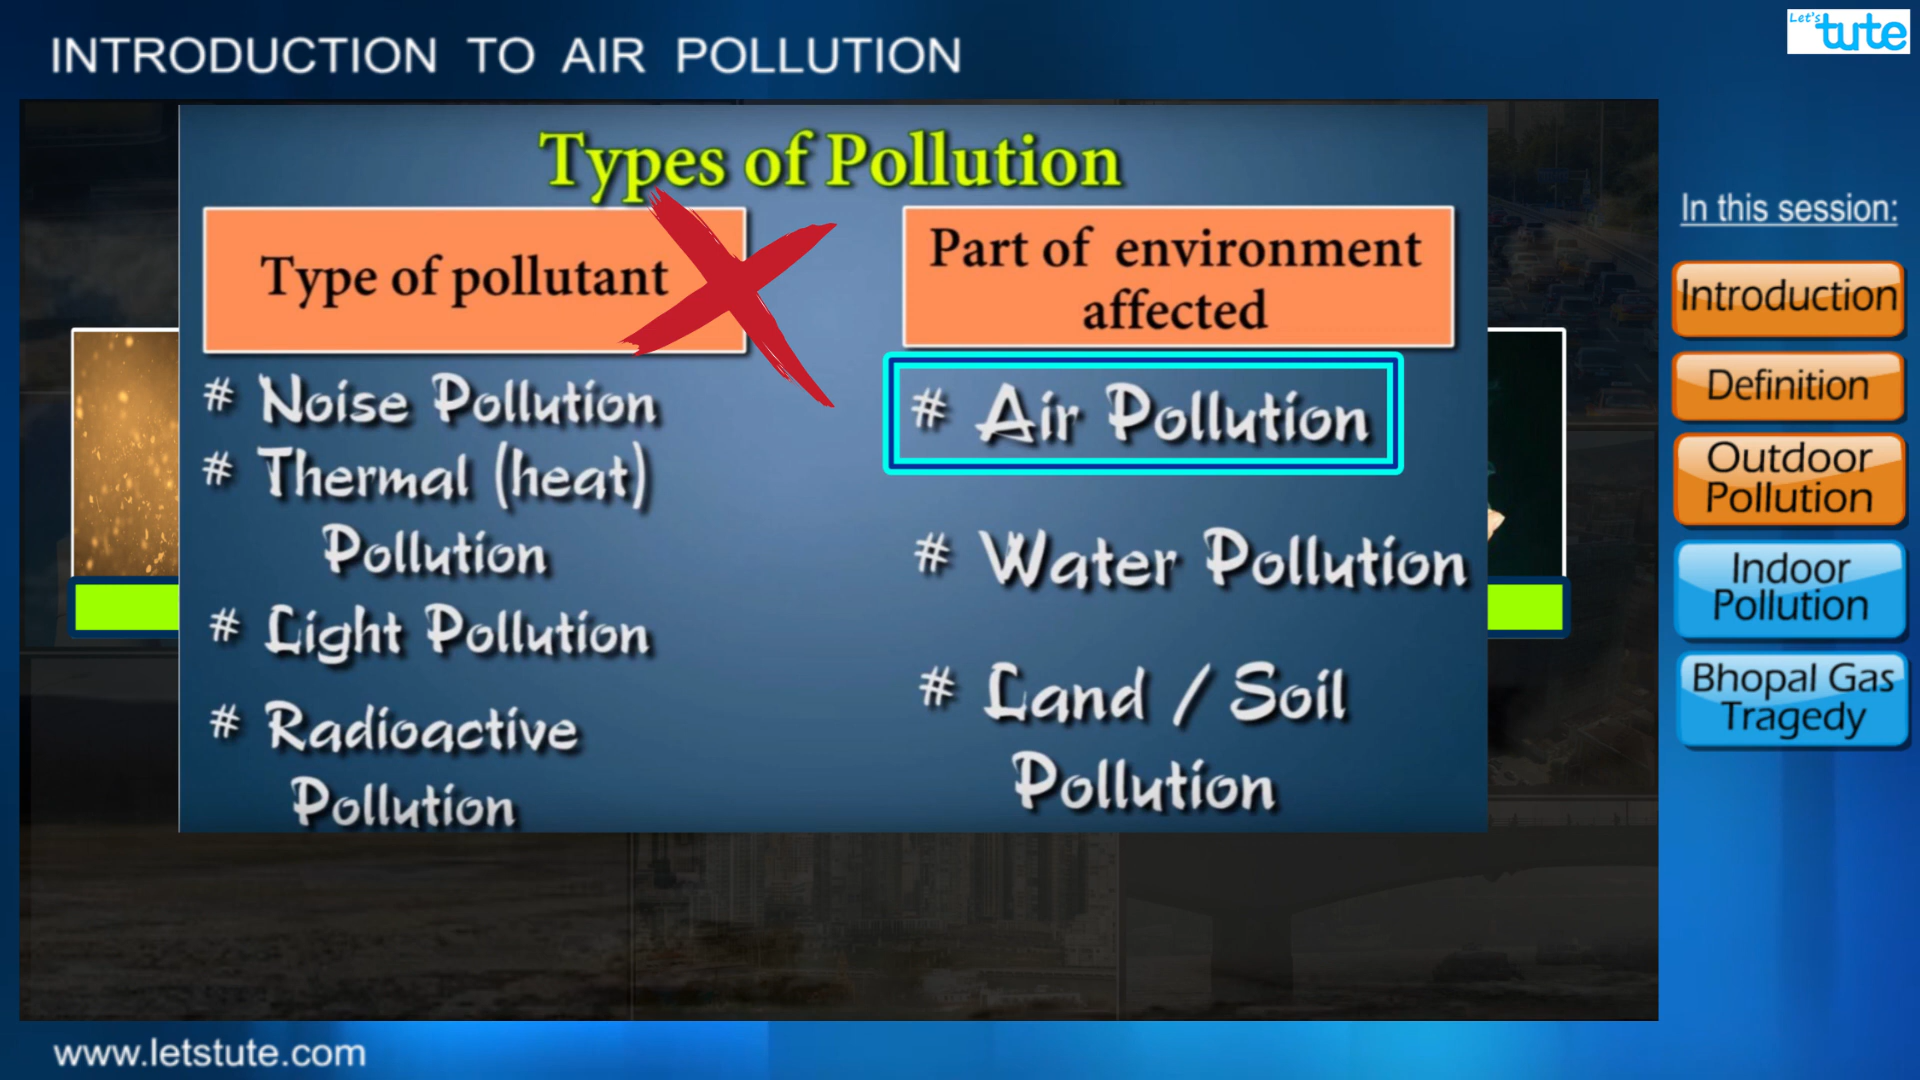 INTRODUCTION TO AIR POLLUTION
Let's
tute
Types of Pollution
Type of pollutant
# Noise Pollution
# Thermal (heat)
Pollution
# Light Pollution
# Radioactive
Pollution
Part of environment
affected
# Air Pollution
# Water Pollution
# Land / Soil
Pollution
In this session:
Introduction
Definition
Outdoor
Pollution
Indoor
Pollution
Bhopal Gas
Tragedy
www.letstute.com